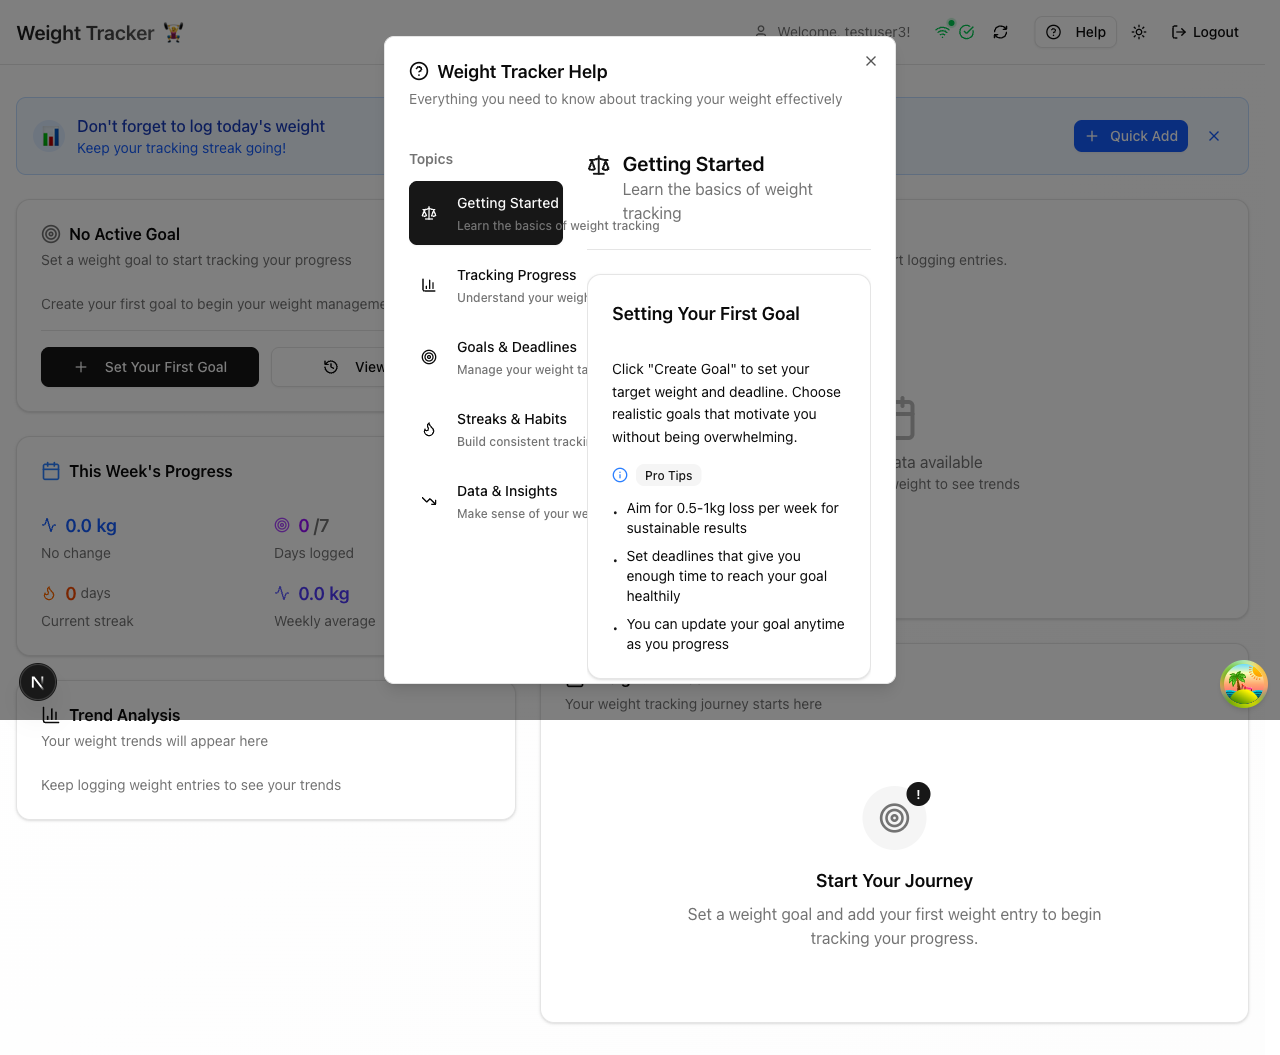 Weight Tracker
Welcome, testuser3!
Help
Logout
Don't forget to log today's weight
Keep your tracking streak going!
Quick Add
No Active Goal
Set a weight goal to start tracking your progress
Create your first goal to begin your weight manageme
Set Your First Goal
View
This Week's Progress
0.0 kg
No change
0 /7
Days logged
0 days
Current streak
0.0 kg
Weekly average
Trend Analysis
Your weight trends will appear here
Keep logging weight entries to see your trends
Weight Tracker Help
Everything you need to know about tracking your weight effectively
Topics
Getting Started
Learn the basics of weight tracking
Tracking Progress
Understand your weigh
Goals & Deadlines
Manage your weight ta
Streaks & Habits
Build consistent tracki
Data & Insights
Make sense of your we
Getting Started
Learn the basics of weight
tracking
Setting Your First Goal
Click "Create Goal" to set your
target weight and deadline. Choose
realistic goals that motivate you
without being overwhelming.
Pro Tips
• Aim for 0.5-1kg loss per week for
sustainable results
• Set deadlines that give you
enough time to reach your goal
healthily
• You can update your goal anytime
as you progress
rt logging entries.
ata available
eight to see trends
Your weight tracking journey starts here
N
!
Start Your Journey
Set a weight goal and add your first weight entry to begin
tracking your progress.